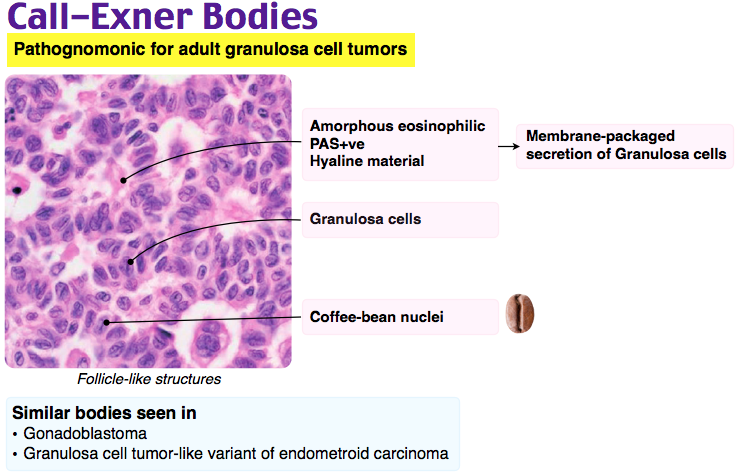 Call–Exner Bodies
Pathognomonic for adult granulosa cell tumors
Amorphous eosinophilic
PAS+ve
Hyaline material
Membrane-packaged
secretion of Granulosa cells
Granulosa cells
Coffee-bean nuclei
Follicle-like structures
Similar bodies seen in
• Gonadoblastoma
• Granulosa cell tumor-like variant of endometroid carcinoma